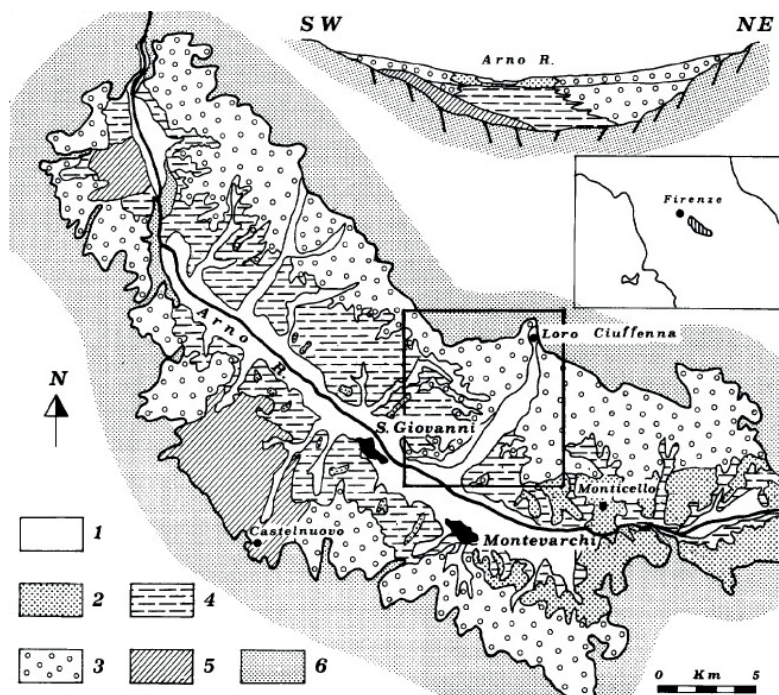 SW
NE
Arno R.
Firenze
Loro Ciuffenna
Arno R.
N
S. Giovanni
Monticello
Castelnuovo
Montevarchi
1
2
4
3
5
6
0 Km 5